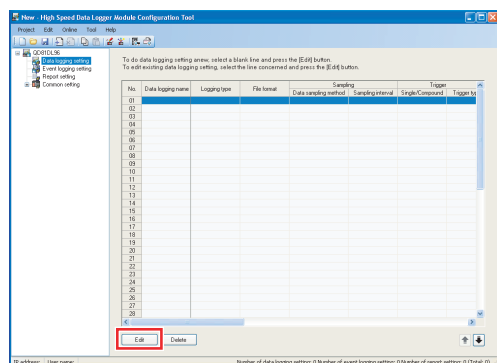 New - High Speed Data Logger Module Configuration Tool
Project Edit Online Tool Help
QD81DL96
Data logging setting
Event logging setting
Report setting
Common setting
To do data logging setting anew, select a blank line and press the [Edit] button.
To edit existing data logging setting, select the line concerned and press the [Edit] button.
No. Data logging name Logging type File format Sampling Trigger
Data sampling method Sampling interval Single/Compound Trigger typ
01
02
03
04
05
06
07
08
09
10
11
12
13
14
15
16
17
18
19
20
21
22
23
24
25
26
27
28
Edit Delete
IP address: User name: Number of data logging setting: 0 Number of event logging setting: 0 Number of report setting: 0 (Total: 0)